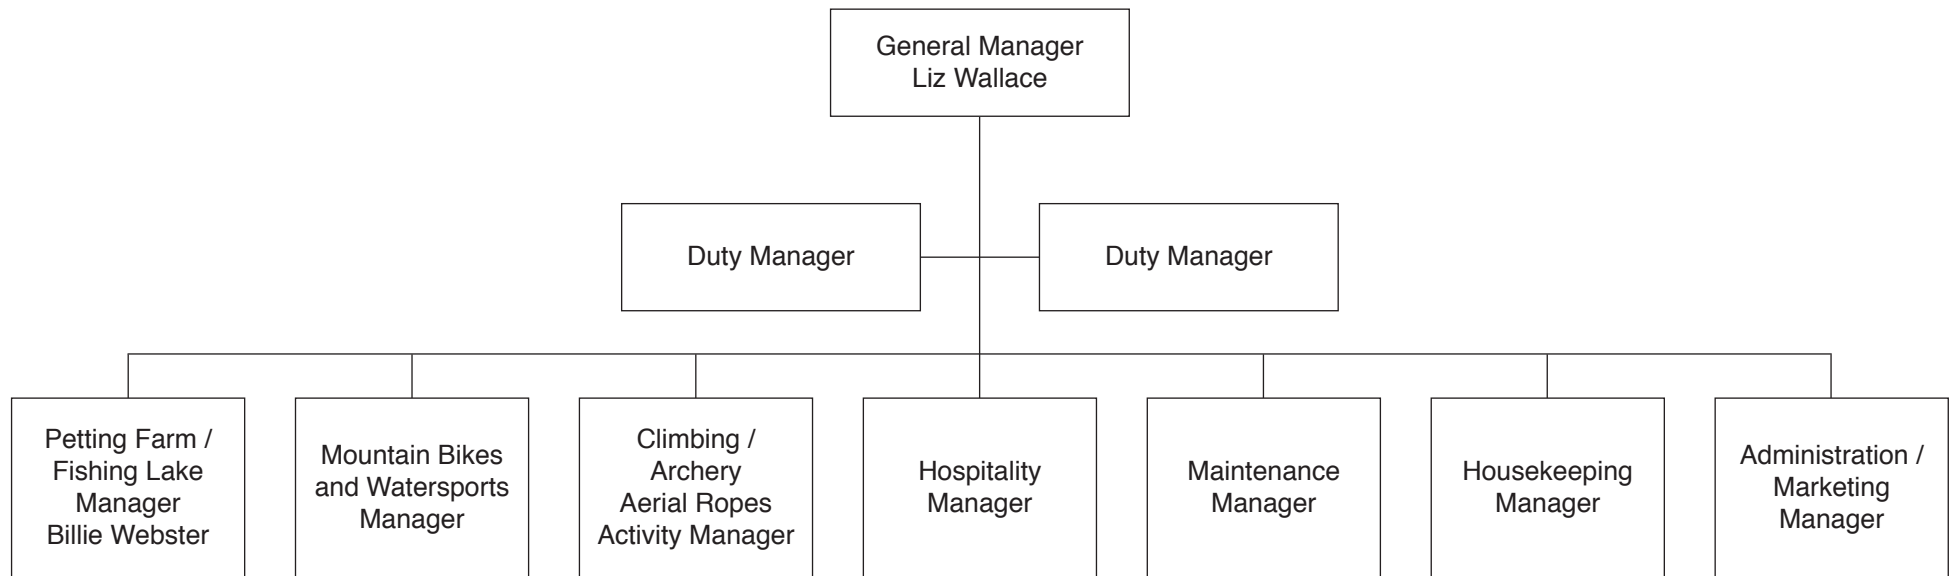 General Manager
Liz Wallace
Duty Manager
Duty Manager
Petting Farm /
Fishing Lake
Manager
Billie Webster
Mountain Bikes
and Watersports
Manager
Climbing /
Archery
Aerial Ropes
Activity Manager
Hospitality
Manager
Maintenance
Manager
Housekeeping
Manager
Administration /
Marketing
Manager